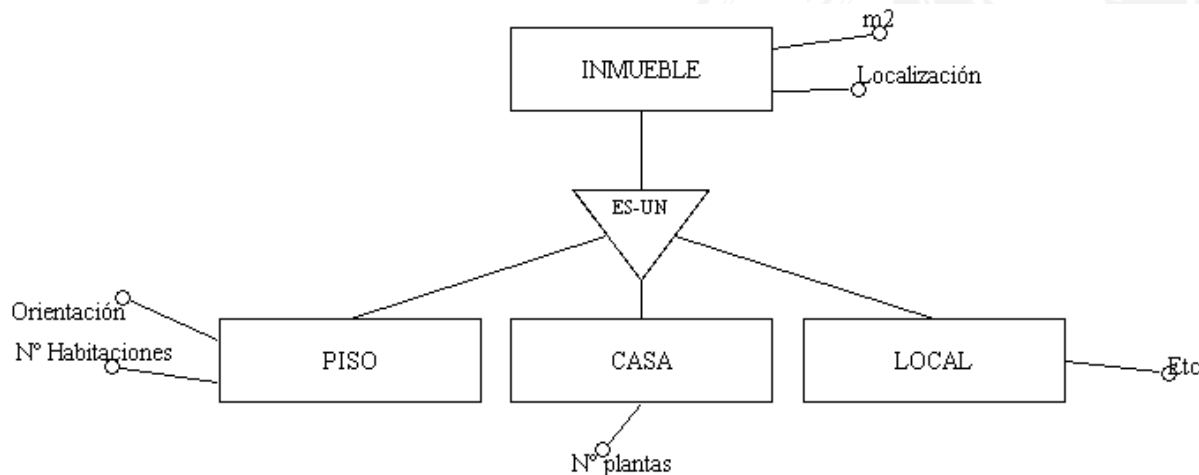 m2
INMUEBLE
Localización
ES-UN
Orientación
Nº Habitaciones
PISO
CASA
LOCAL
Etc
Nº plantas